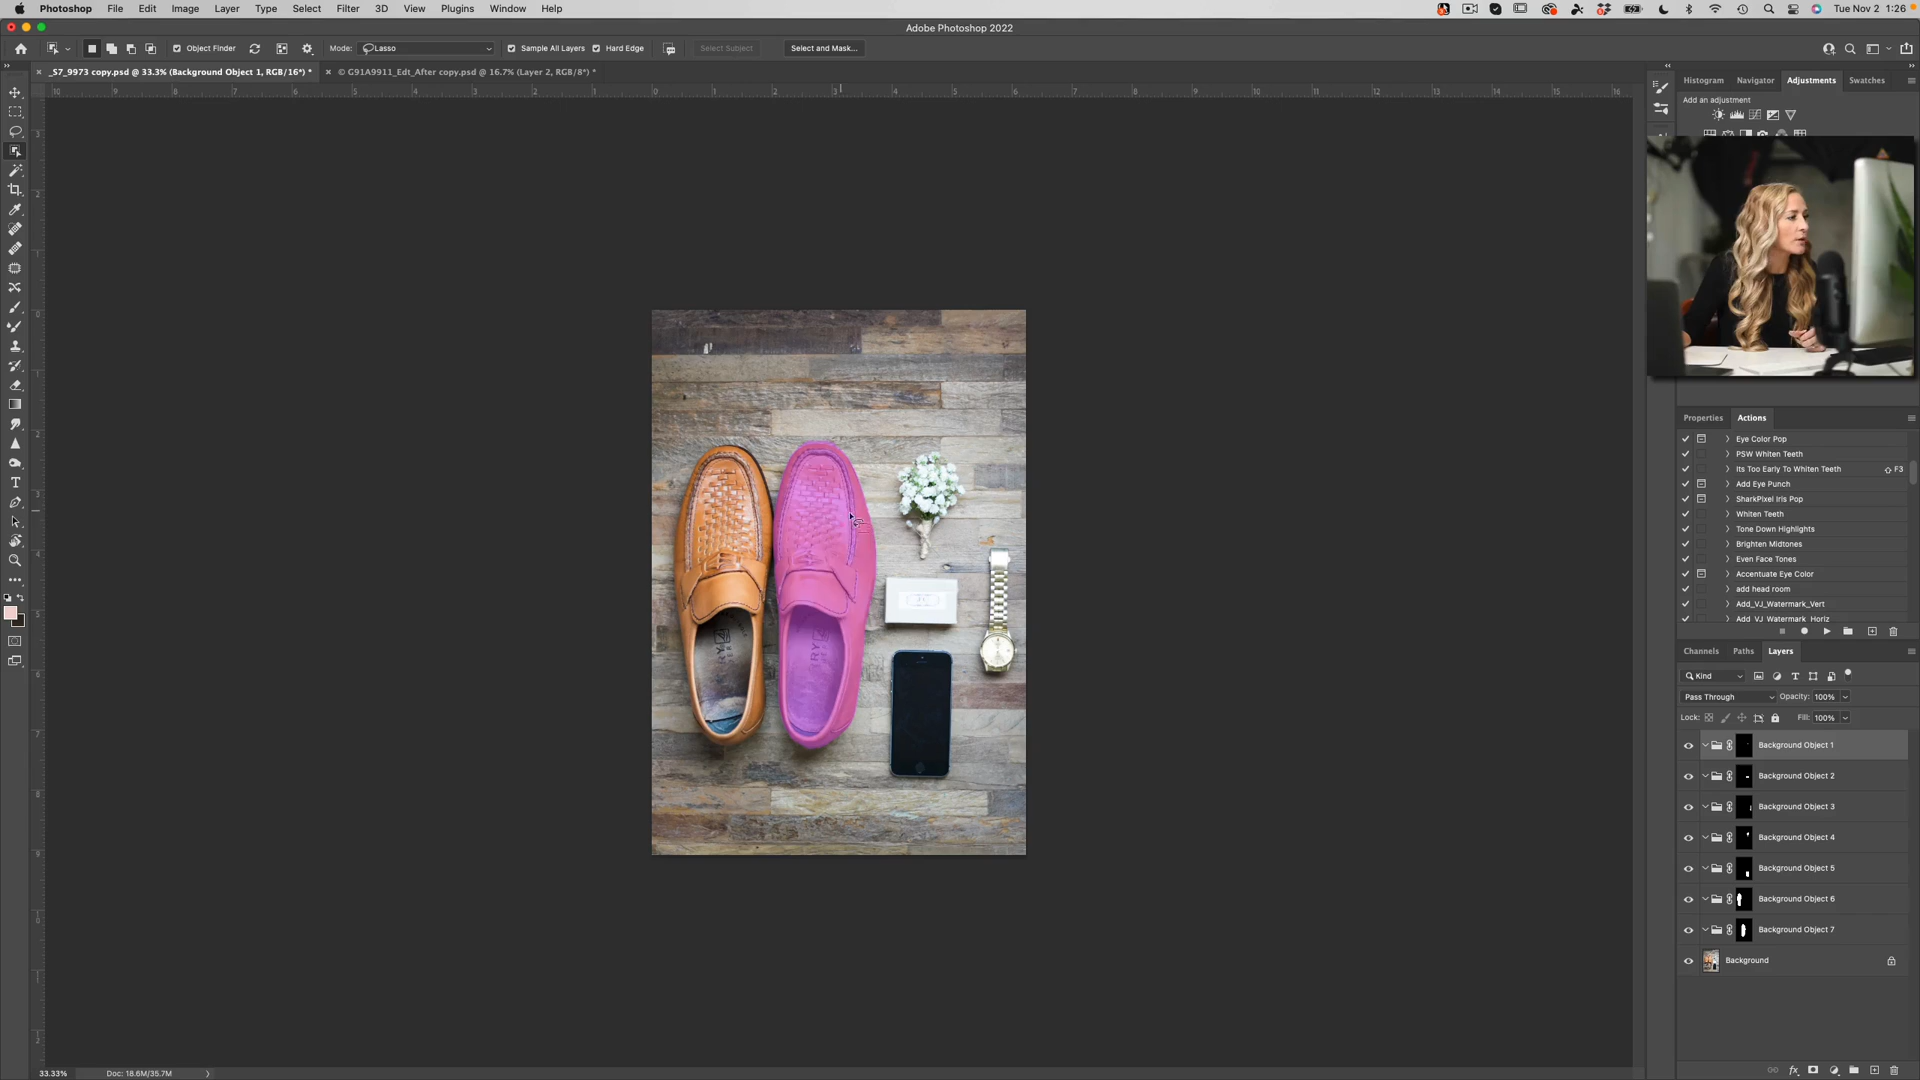 Photoshop File Edit Image Layer Type Select Filter 3D View Plugins Window Help Tue Nov 2 1:26
Adobe Photoshop 2022
Object Finder Mode: Lasso Sample All Layers Hard Edge Select Subject Select and Mask...
_S7_9973 copy.psd @ 33.3% (Background Object 1, RGB/16*) * © G91A9911_Edt_After copy.psd @ 16.7% (Layer 2, RGB/8*) *
Histogram Navigator Adjustments Swatches
Add an adjustment
Properties Actions
Eye Color Pop
PSW Whiten Teeth
Its Too Early To Whiten Teeth F3
Add Eye Punch
SharkPixel Iris Pop
Whiten Teeth
Tone Down Highlights
Brighten Midtones
Even Face Tones
Accentuate Eye Color
add head room
Add_VJ_Watermark_Vert
Add_VJ_Watermark_Horiz
Channels Paths Layers
Kind
Pass Through Opacity: 100%
Lock: Fill: 100%
Background Object 1
Background Object 2
Background Object 3
Background Object 4
Background Object 5
Background Object 6
Background Object 7
Background
33.33% Doc: 18.6M/35.7M